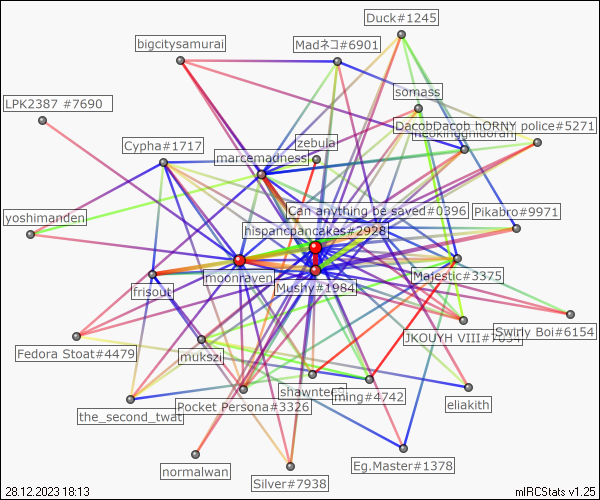 Duck#1245
bigcitysamurai
Madネコ#6901
somass
LPK2387 #7690
DacobDacob hORNY police#5271
zebula
Cypha#1717
marcemadness
Can anything be saved#0396
Pikabro#9971
yoshimanden
hispancpancakes#2928
moonraven
Majestic#3375
frisout
Mushy#1984
Swirly Boi#6154
JKOUYH VIII#
Fedora Stoat#4479
mukszi
shawntee9
ming#4742
eliakith
Pocket Persona#3326
the_second_twat
Eg.Master#1378
normalwan
Silver#7938
28.12.2023 18:13
mIRCStats v1.25